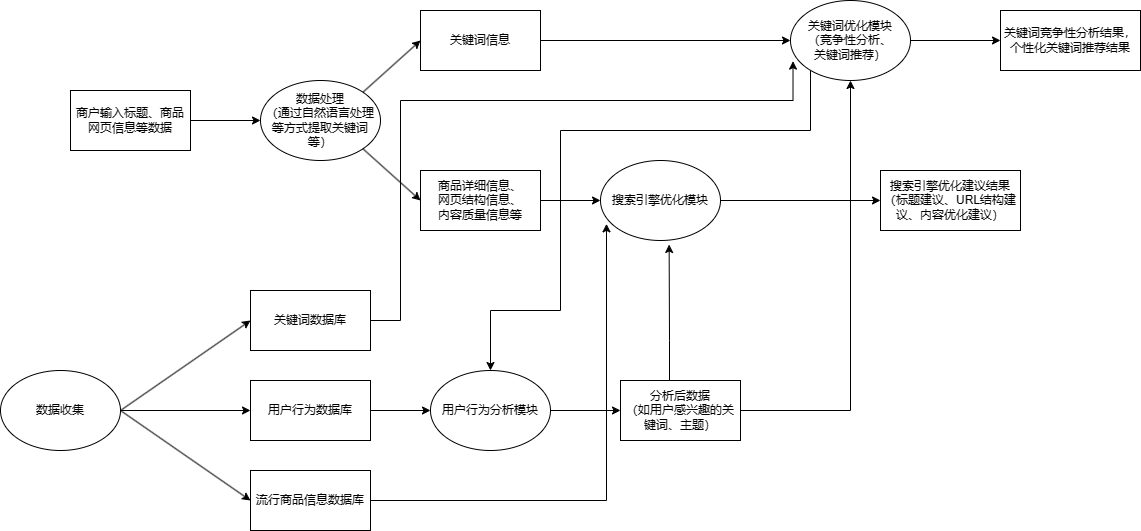 关键词信息
关键词优化模块
（竞争性分析、
关键词推荐）
关键词竞争性分析结果，
个性化关键词推荐结果
商户输入标题、商品
网页信息等数据
数据处理
（通过自然语言处理
等方式提取关键词
等）
商品详细信息、
网页结构信息、
内容质量信息等
搜索引擎优化模块
搜索引擎优化建议结果
（标题建议、URL结构建
议、内容优化建议）
关键词数据库
数据收集
用户行为数据库
用户行为分析模块
分析后数据
（如用户感兴趣的关
键词、主题）
流行商品信息数据库